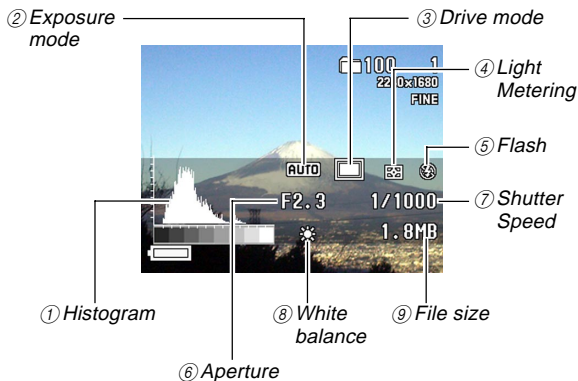 ② Exposure mode
③ Drive mode
④ Light Metering
⑤ Flash
100 1
2240x1680
FINE
AUTO
F2.3 1/1000
1.8MB
⑦ Shutter Speed
① Histogram
⑧ White balance
⑨ File size
⑥ Aperture